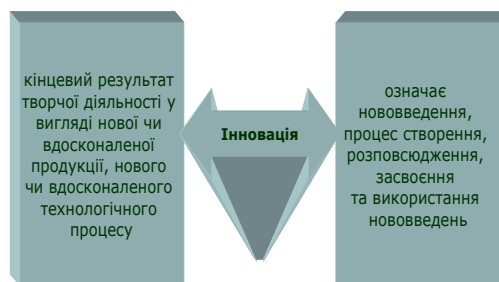 кінцевий результат
творчої діяльності у
вигляді нової чи
вдосконаленої
продукції, нового
чи вдосконаленого
технологічного
процесу
Інновація
означає
нововведення,
процес створення,
розповсюдження,
засвоєння
та використання
нововведень